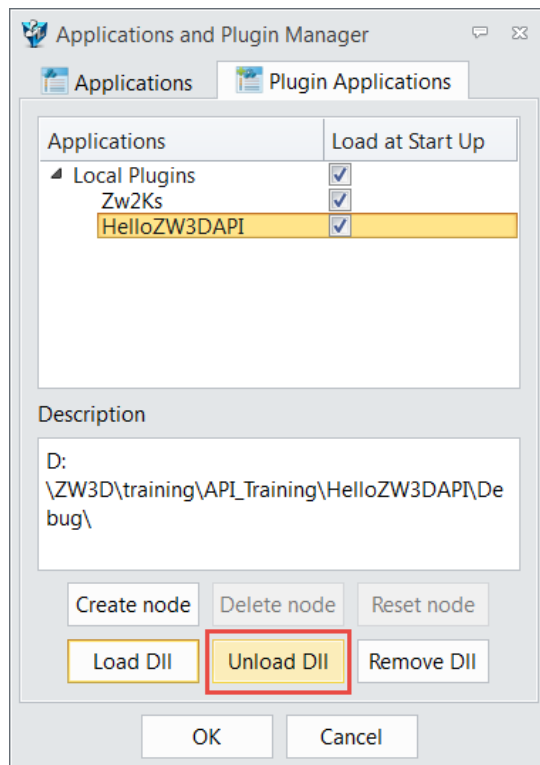 Applications and Plugin Manager
Applications
Plugin Applications
Applications Load at Start Up
Local Plugins
Zw2Ks
HelloZW3DAPI
Description
D:
\ZW3D\training\API_Training\HelloZW3DAPI\De
bug\
Create node Delete node Reset node
Load Dll Unload Dll Remove Dll
OK Cancel